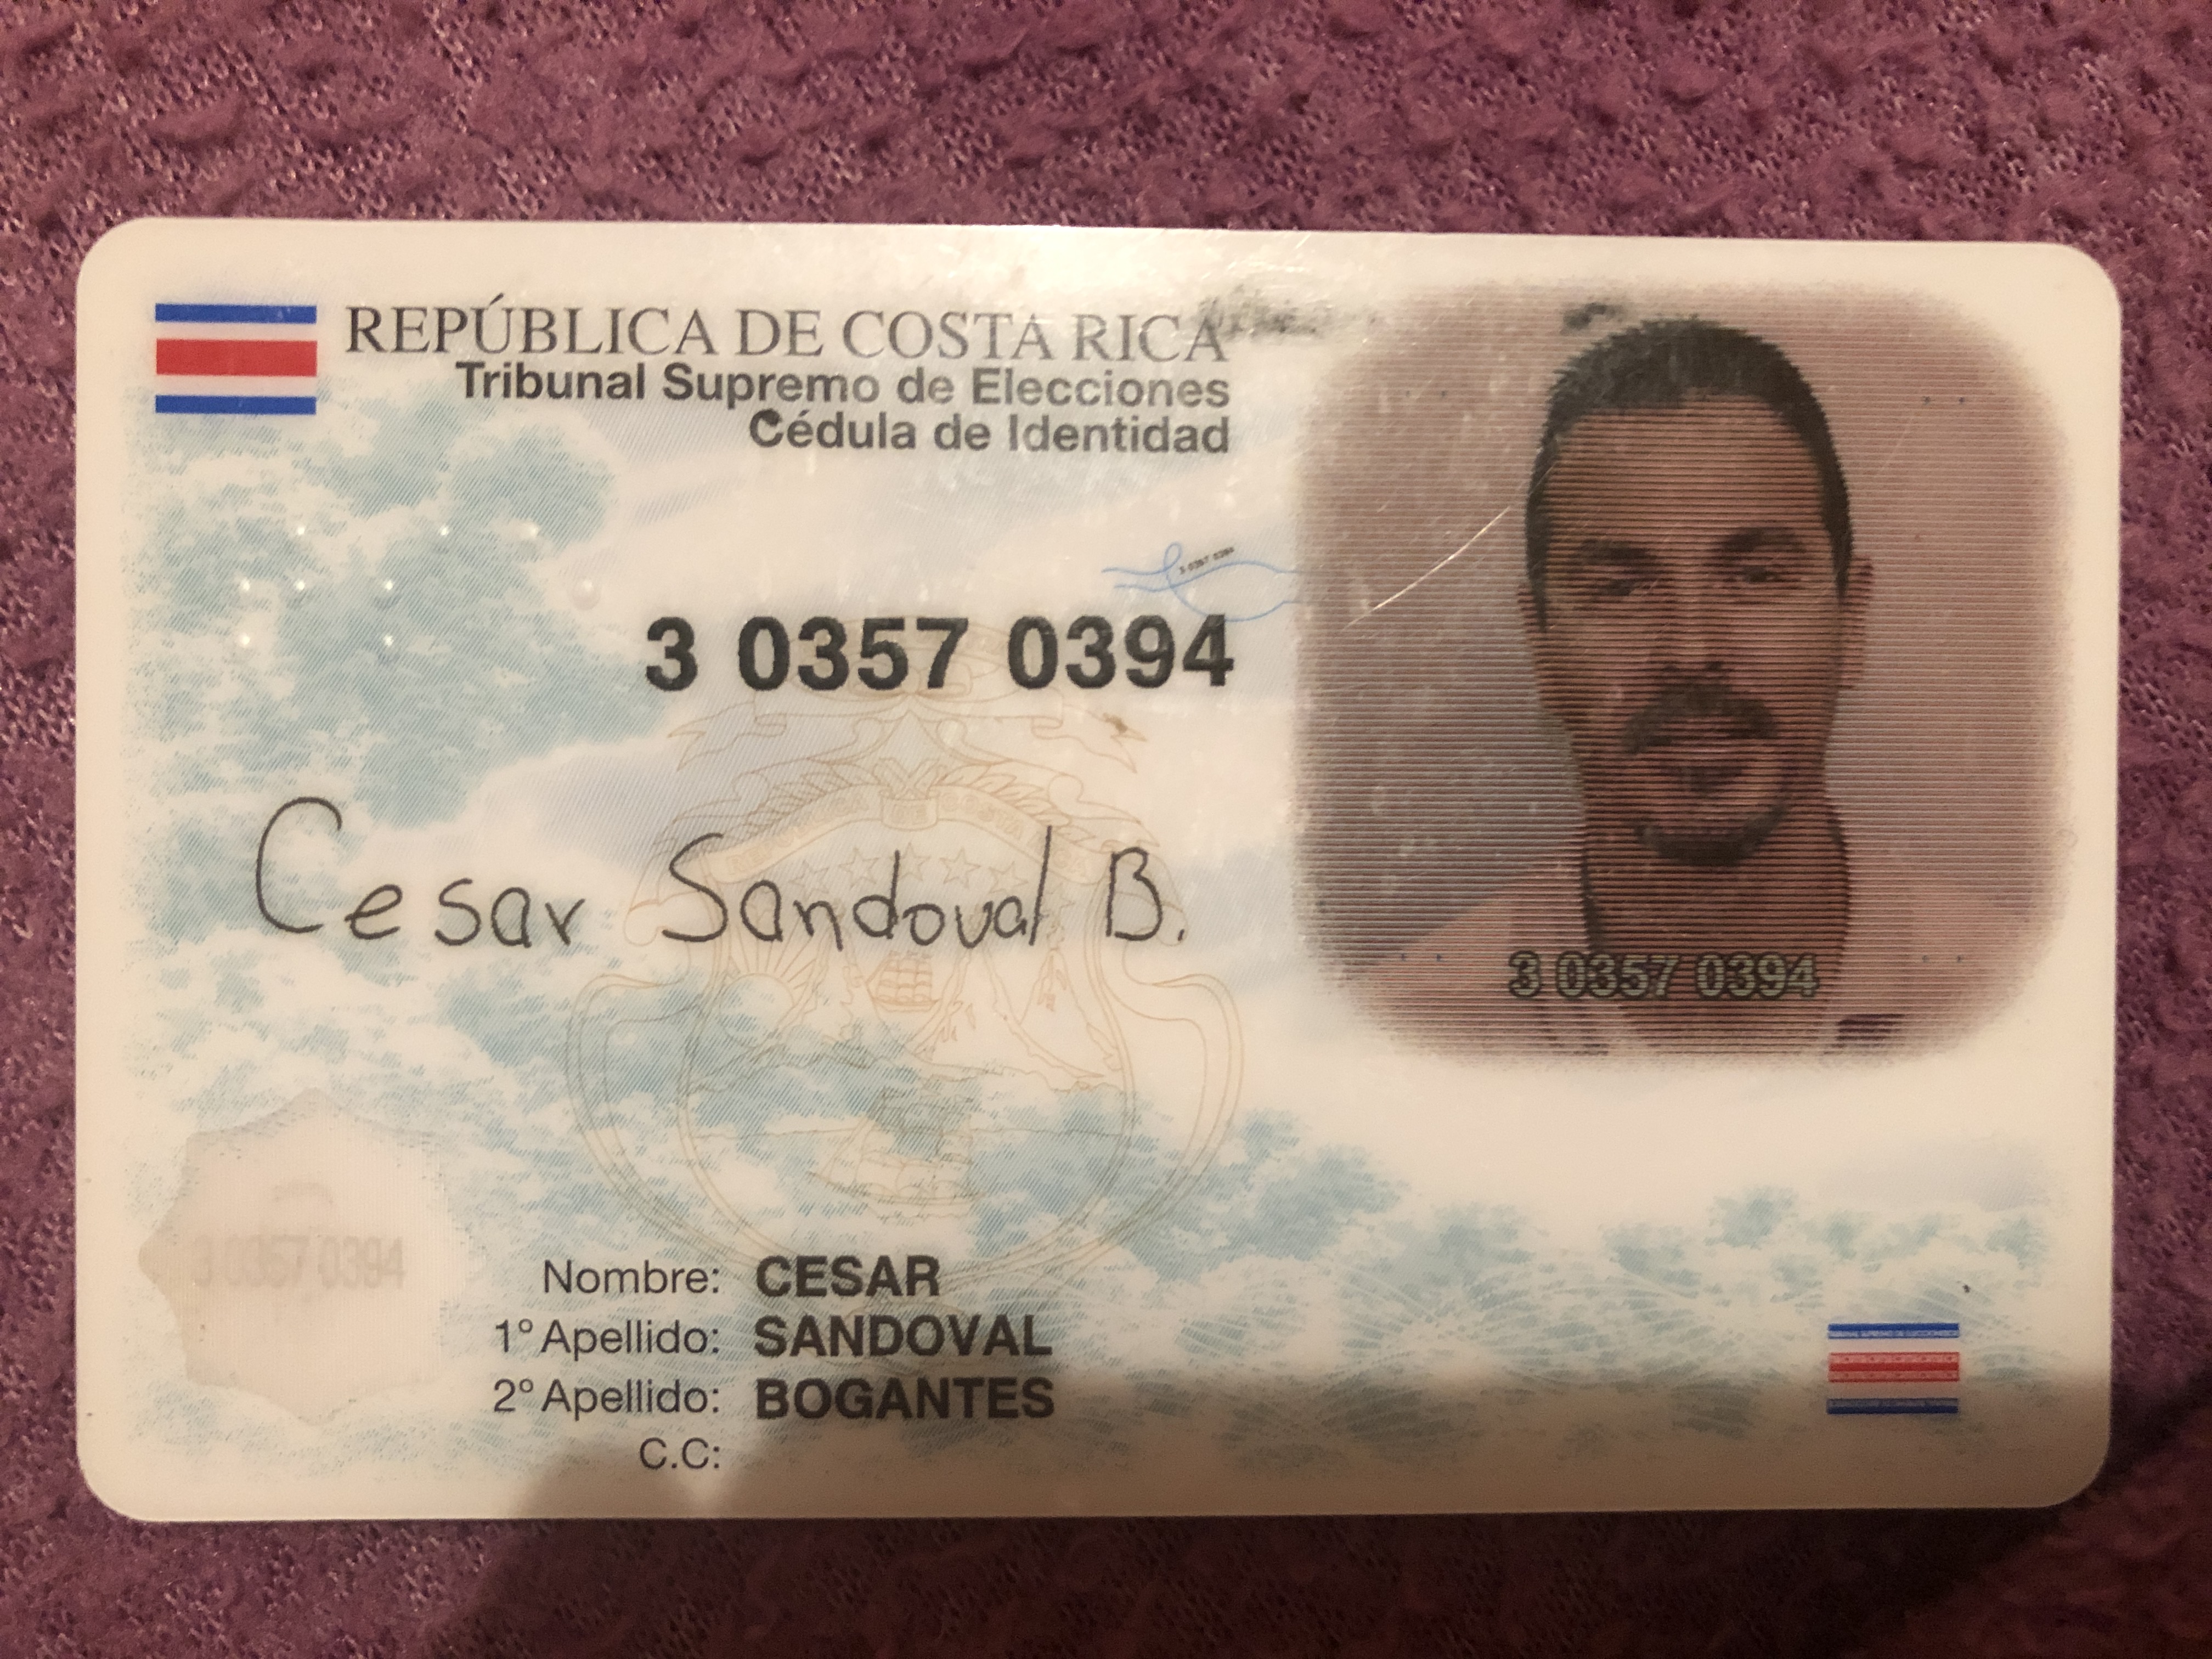 REPÚBLICA DE COSTA RICA
Tribunal Supremo de Elecciones
Cédula de Identidad
3 0357 0394
Cesar Sandoval B.
3 0357 0394
3 0357 0394
Nombre: CESAR
1° Apellido: SANDOVAL
2° Apellido: BOGANTES
C.C: